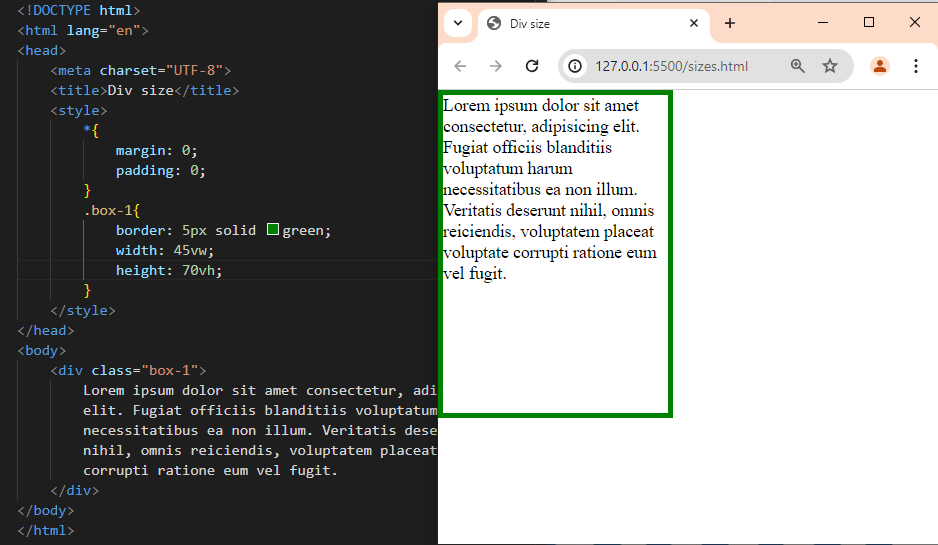 <!DOCTYPE html>
<html lang="en">
<head>
<meta charset="UTF-8">
<title>Div size</title>
<style>
*{
margin: 0;
padding: 0;
}
.box-1{
border: 5px solid green;
width: 45vw;
height: 70vh;
}
</style>
</head>
<body>
<div class="box-1">
Lorem ipsum dolor sit amet consectetur, adi
elit. Fugiat officiis blanditiis voluptatum
necessitatibus ea non illum. Veritatis dese
nihil, omnis reiciendis, voluptatem placeat
corrupti ratione eum vel fugit.
</div>
</body>
</html>
Div size
127.0.0.1:5500/sizes.html
Lorem ipsum dolor sit amet
consectetur, adipisicing elit.
Fugiat officiis blanditiis
voluptatum harum
necessitatibus ea non illum.
Veritatis deserunt nihil, omnis
reiciendis, voluptatem placeat
voluptate corrupti ratione eum
vel fugit.